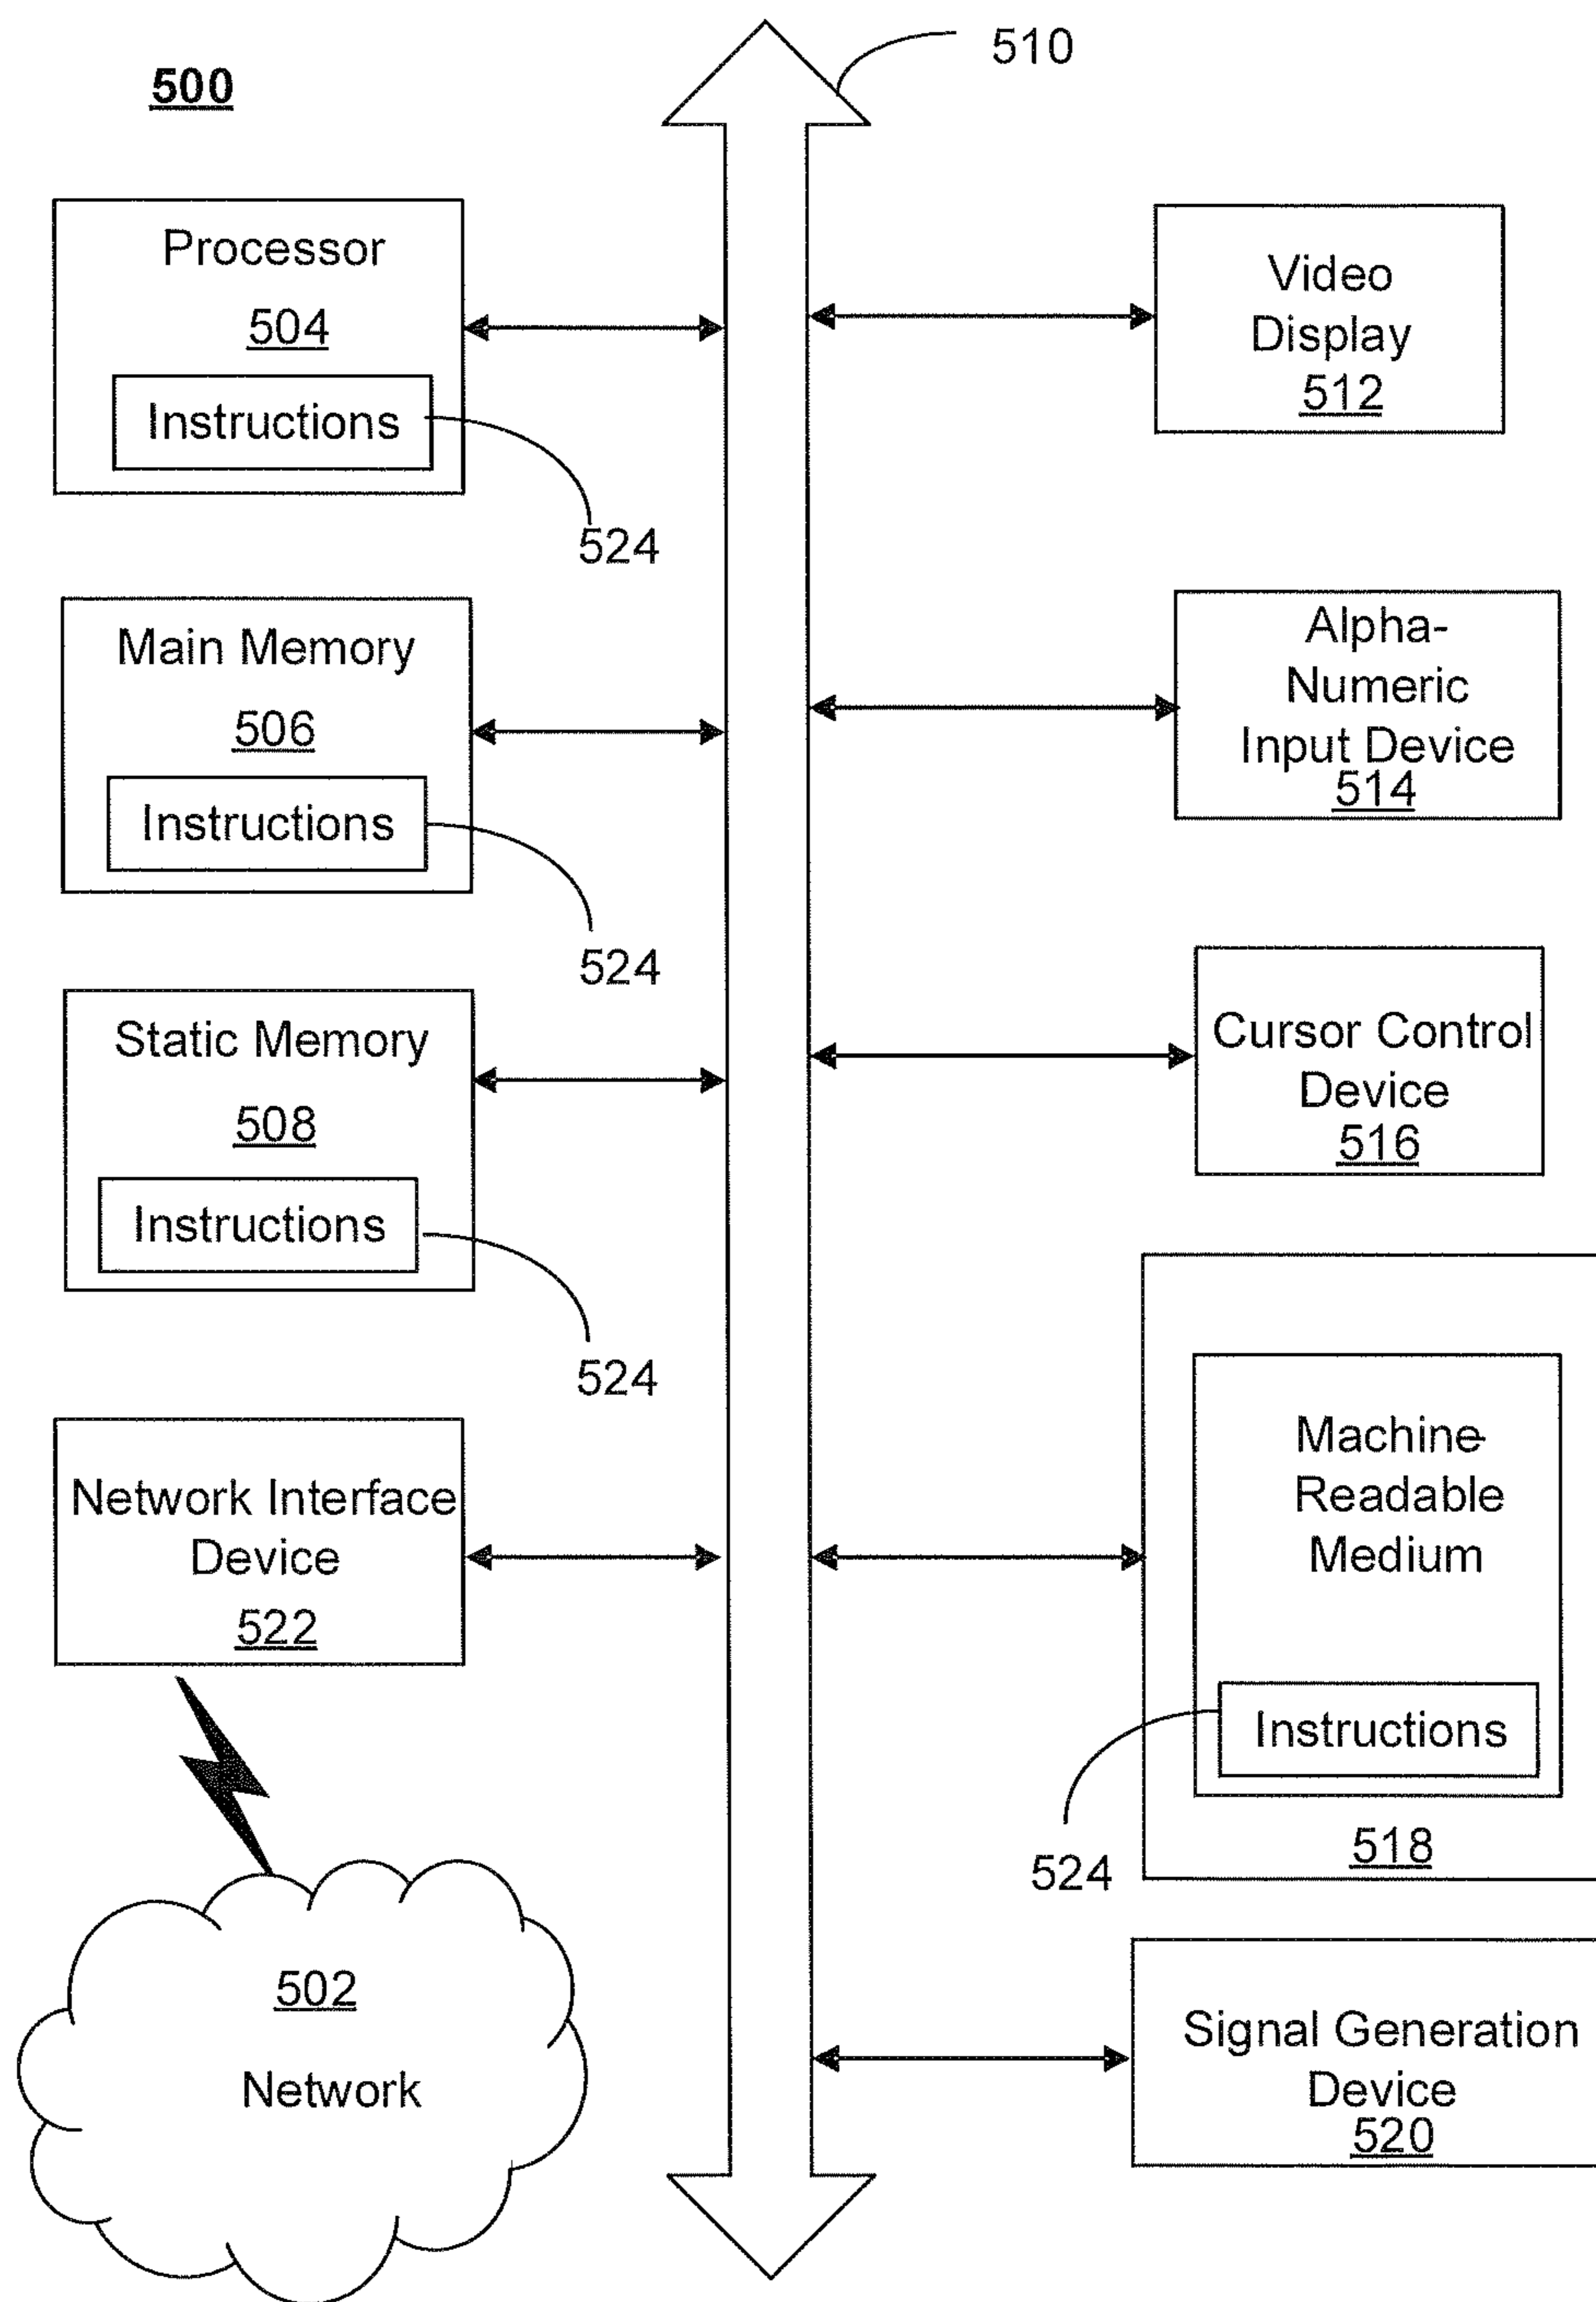 500
510
Processor
504
Instructions
524
Main Memory
506
Instructions
524
Static Memory
508
Instructions
524
Network Interface
Device
522
502
Network
Video
Display
512
Alpha-
Numeric
Input Device
514
Cursor Control
Device
516
Machine-
Readable
Medium
Instructions
524
518
Signal Generation
Device
520